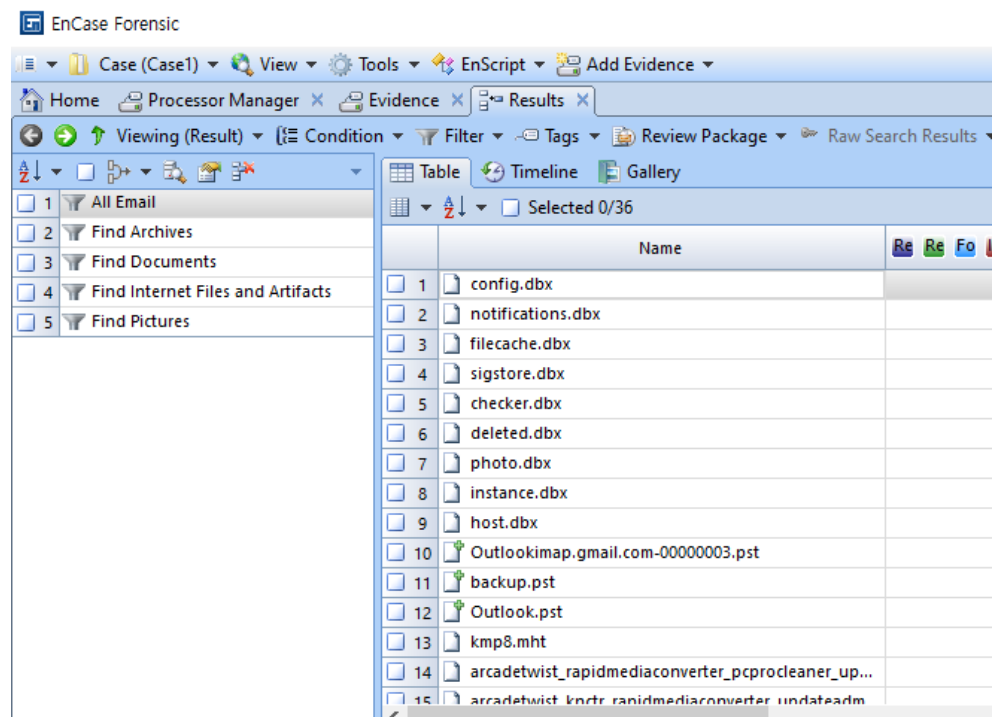 EnCase Forensic
Case (Case1) View Tools EnScript Add Evidence
Home Processor Manager Evidence Results
Viewing (Result) Condition Filter Tags Review Package Raw Search Results
Table Timeline Gallery
Selected 0/36
1 All Email
2 Find Archives
3 Find Documents
4 Find Internet Files and Artifacts
5 Find Pictures
Name Re Re Fo
1 config.dbx
2 notifications.dbx
3 filecache.dbx
4 sigstore.dbx
5 checker.dbx
6 deleted.dbx
7 photo.dbx
8 instance.dbx
9 host.dbx
10 Outlookimap.gmail.com-00000003.pst
11 backup.pst
12 Outlook.pst
13 kmp8.mht
14 arcadetwist_rapidmediaconverter_pcprocleaner_up...
15 arcadetwist_knctr_rapidmediaconverter_updateadm